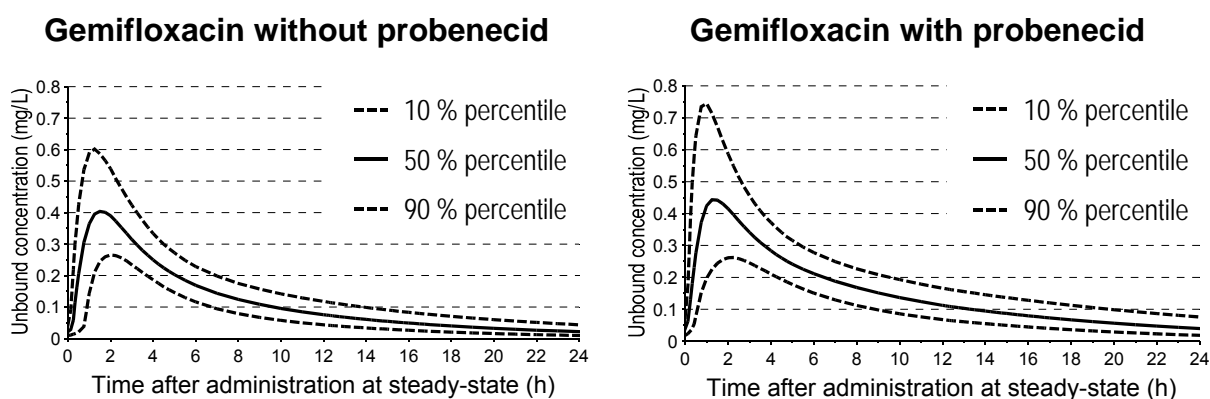 Gemifloxacin without probenecid
Unbound concentration (mg/L)
0.8
0.7
0.6
0.5
0.4
0.3
0.2
0.1
0
10 % percentile
50 % percentile
90 % percentile
0 2 4 6 8 10 12 14 16 18 20 22 24
Time after administration at steady-state (h)
Gemifloxacin with probenecid
Unbound concentration (mg/L)
0.8
0.7
0.6
0.5
0.4
0.3
0.2
0.1
0
10 % percentile
50 % percentile
90 % percentile
0 2 4 6 8 10 12 14 16 18 20 22 24
Time after administration at steady-state (h)